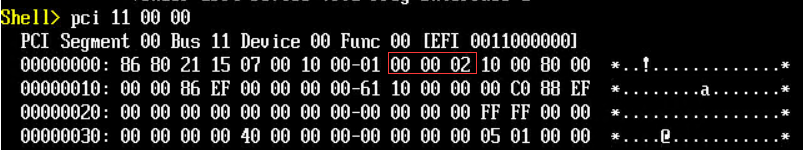 Shell> pci 11 00 00
PCI Segment 00 Bus 11 Device 00 Func 00 [EFI 0011000000]
00000000: 86 80 21 15 07 00 10 00-01 00 00 02 10 00 80 00 *..!.............*
00000010: 00 00 86 EF 00 00 00 00-61 10 00 00 00 C0 88 EF *........a.......*
00000020: 00 00 00 00 00 00 00 00-00 00 00 00 FF FF 00 00 *................*
00000030: 00 00 00 00 40 00 00 00-00 00 00 00 05 01 00 00 *....@...........*